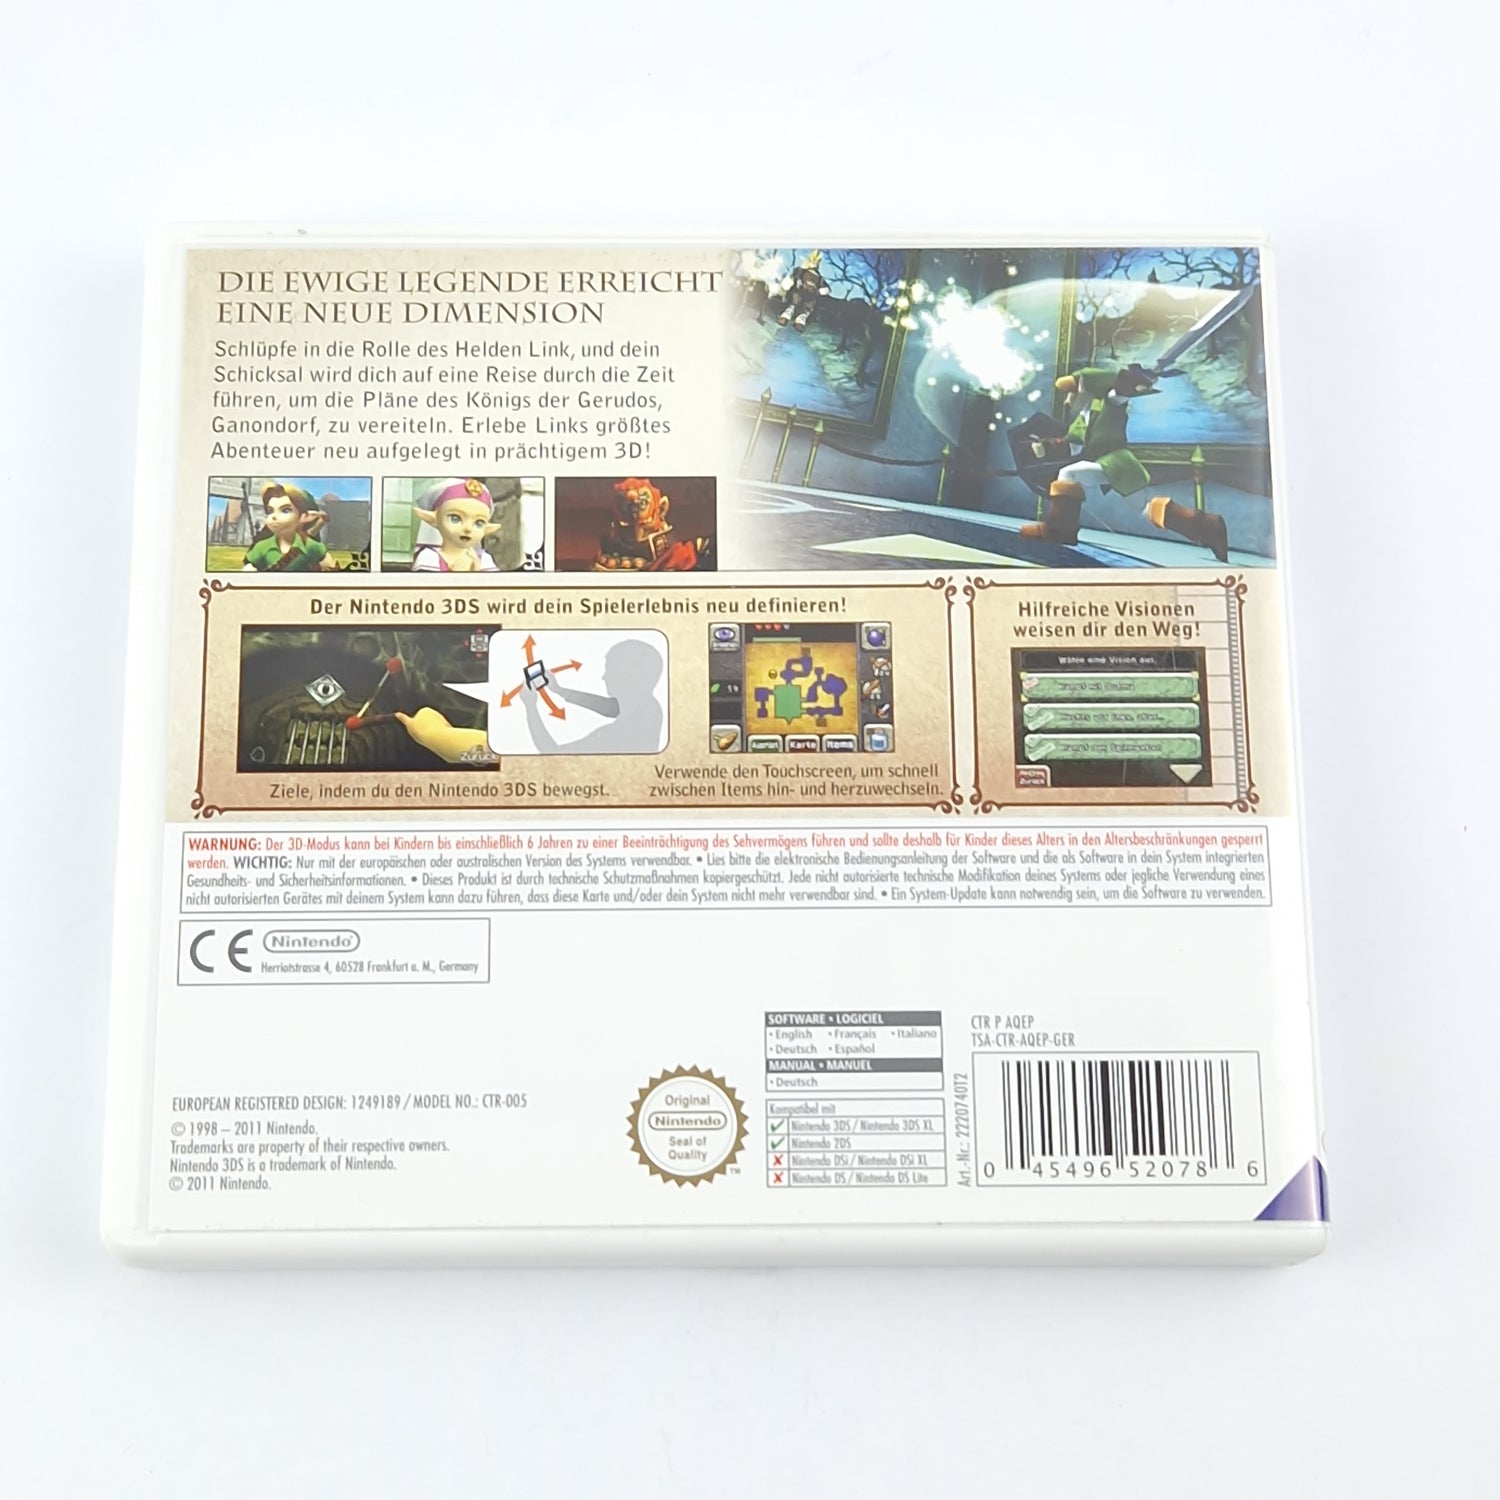 DIE EWIGE LEGENDE ERREICHT
EINE NEUE DIMENSION
Schlüpfe in die Rolle des Helden Link, und dein
Schicksal wird dich auf eine Reise durch die Zeit
führen, um die Pläne des Königs der Gerudos,
Ganondorf, zu vereiteln. Erlebe Links größtes
Abenteuer neu aufgelegt in prächtigem 3D!
Der Nintendo 3DS wird dein Spielerlebnis neu definieren!
Zurück
Ziele, indem du den Nintendo 3DS bewegst.
Karte
Items
Verwende den Touchscreen, um schnell
zwischen Items hin- und herzuwechseln.
Hilfreiche Visionen
weisen dir den Weg!
Wähle eine Vision aus.
Zurück
WARNUNG: Der 3D-Modus kann bei Kindern bis einschließlich 6 Jahren zu einer Beeinträchtigung des Sehvermögens führen und sollte deshalb für Kinder dieses Alters in den Altersbeschränkungen gesperrt
werden. WICHTIG: Nur mit der europäischen oder australischen Version des Systems verwendbar. • Lies bitte die elektronische Bedienungsanleitung der Software und die als Software in dein System integrierten
Gesundheits- und Sicherheitsinformationen. • Dieses Produkt ist durch technische Schutzmaßnahmen kopiergeschützt. Jede nicht autorisierte technische Modifikation deines Systems oder jegliche Verwendung eines
nicht autorisierten Gerätes mit deinem System kann dazu führen, dass diese Karte und/oder dein System nicht mehr verwendbar sind. • Ein System-Update kann notwendig sein, um die Software zu verwenden.
CE Nintendo®
Herriotstrasse 4, 60528 Frankfurt a. M., Germany
EUROPEAN REGISTERED DESIGN: 1249189 / MODEL NO.: CTR-005
© 1998 – 2011 Nintendo.
Trademarks are property of their respective owners.
Nintendo 3DS is a trademark of Nintendo.
© 2011 Nintendo.
Original
Nintendo®
Seal of
Quality
TM
SOFTWARE • LOGICIEL
• English • Français • Italiano
• Deutsch • Español
MANUAL • MANUEL
• Deutsch
Kompatibel mit
Nintendo 3DS / Nintendo 3DS XL
Nintendo 2DS
Nintendo DSi / Nintendo DSi XL
Nintendo DS / Nintendo DS Lite
Art.-Nr.: 2220740T2
CTR P AQEP
TSA-CTR-AQEP-GER
0 45496 52078 6